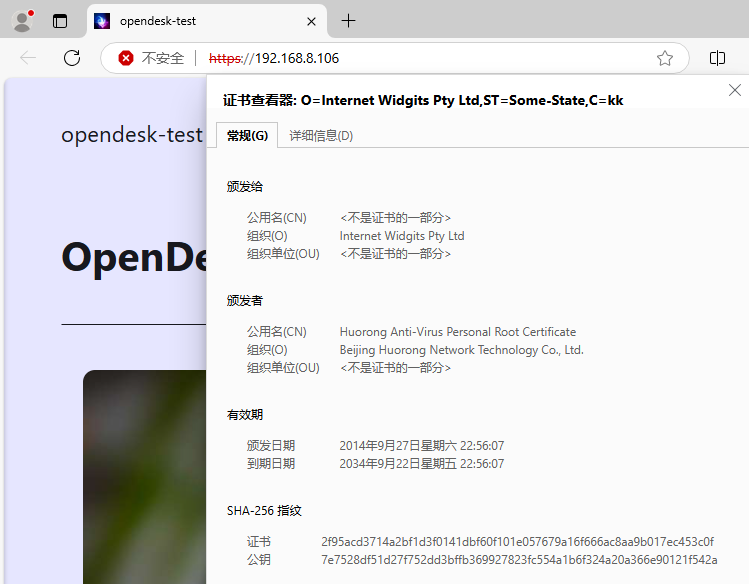 opendesk-test
不安全 https://192.168.8.106
证书查看器: O=Internet Widgits Pty Ltd,ST=Some-State,C=kk
opendesk-test
常规(G) 详细信息(D)
颁发给
公用名(CN) <不是证书的一部分>
组织(O) Internet Widgits Pty Ltd
组织单位(OU) <不是证书的一部分>
OpenDe
颁发者
公用名(CN) Huorong Anti-Virus Personal Root Certificate
组织(O) Beijing Huorong Network Technology Co., Ltd.
组织单位(OU) <不是证书的一部分>
有效期
颁发日期 2014年9月27日星期六 22:56:07
到期日期 2034年9月22日星期五 22:56:07
SHA-256 指纹
证书 2f95acd3714a2bf1d3f0141dbf60f101e057679a16f666ac8aa9b017ec453c0f
公钥 7e7528df51d27f752dd3bffb369927823fc554a1b6f324a20a366e90121f542a